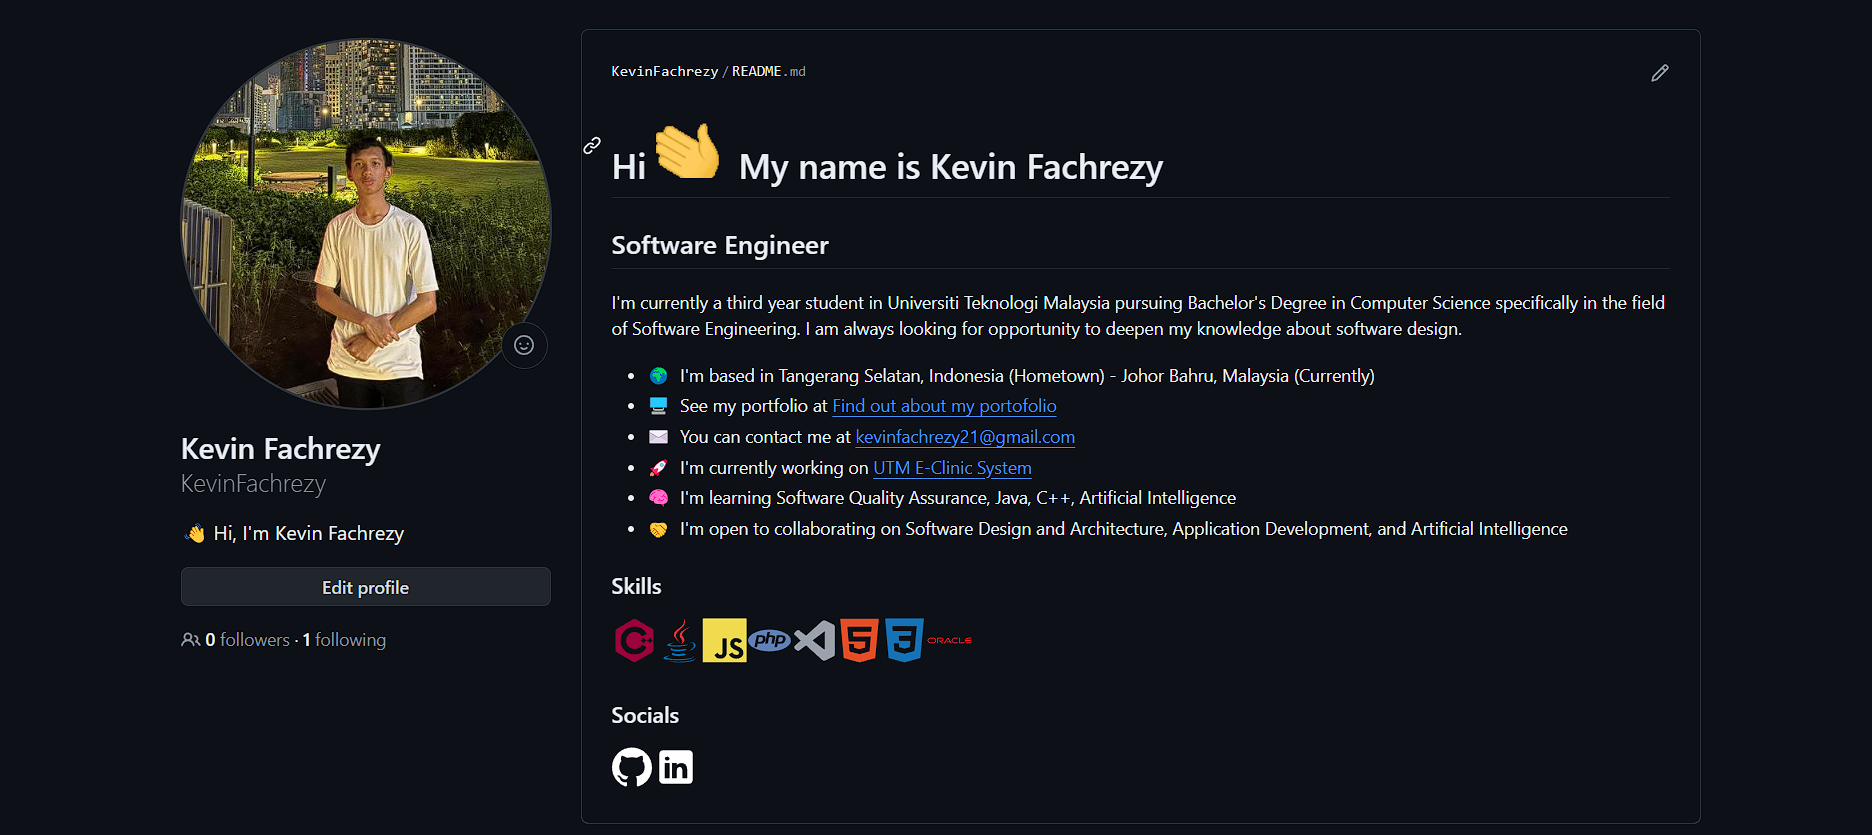 Kevin Fachrezy
KevinFachrezy
👋 Hi, I'm Kevin Fachrezy
Edit profile
0 followers · 1 following
KevinFachrezy / README.md
Hi 👋 My name is Kevin Fachrezy
Software Engineer
I'm currently a third year student in Universiti Teknologi Malaysia pursuing Bachelor's Degree in Computer Science specifically in the field
of Software Engineering. I am always looking for opportunity to deepen my knowledge about software design.
• 🌍 I'm based in Tangerang Selatan, Indonesia (Hometown) - Johor Bahru, Malaysia (Currently)
• 🖥️ See my portfolio at Find out about my portofolio
• ✉️ You can contact me at kevinfachrezy21@gmail.com
• 🚀 I'm currently working on UTM E-Clinic System
• 🧠 I'm learning Software Quality Assurance, Java, C++, Artificial Intelligence
• 🤝 I'm open to collaborating on Software Design and Architecture, Application Development, and Artificial Intelligence
Skills
C++ JS php 5 3 ORACLE
Socials
in